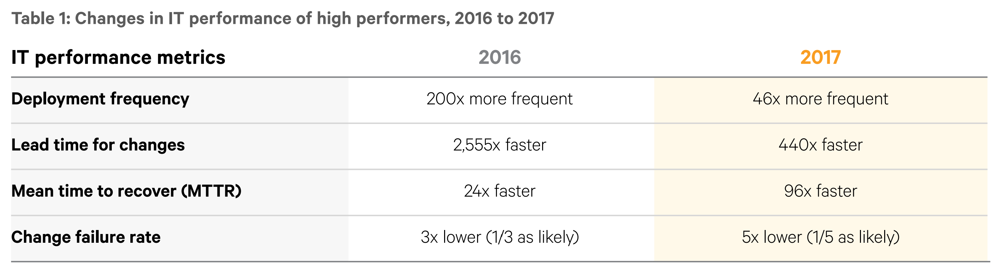 Table 1: Changes in IT performance of high performers, 2016 to 2017
IT performance metrics 2016 2017
Deployment frequency 200x more frequent 46x more frequent
Lead time for changes 2,555x faster 440x faster
Mean time to recover (MTTR) 24x faster 96x faster
Change failure rate 3x lower (1/3 as likely) 5x lower (1/5 as likely)